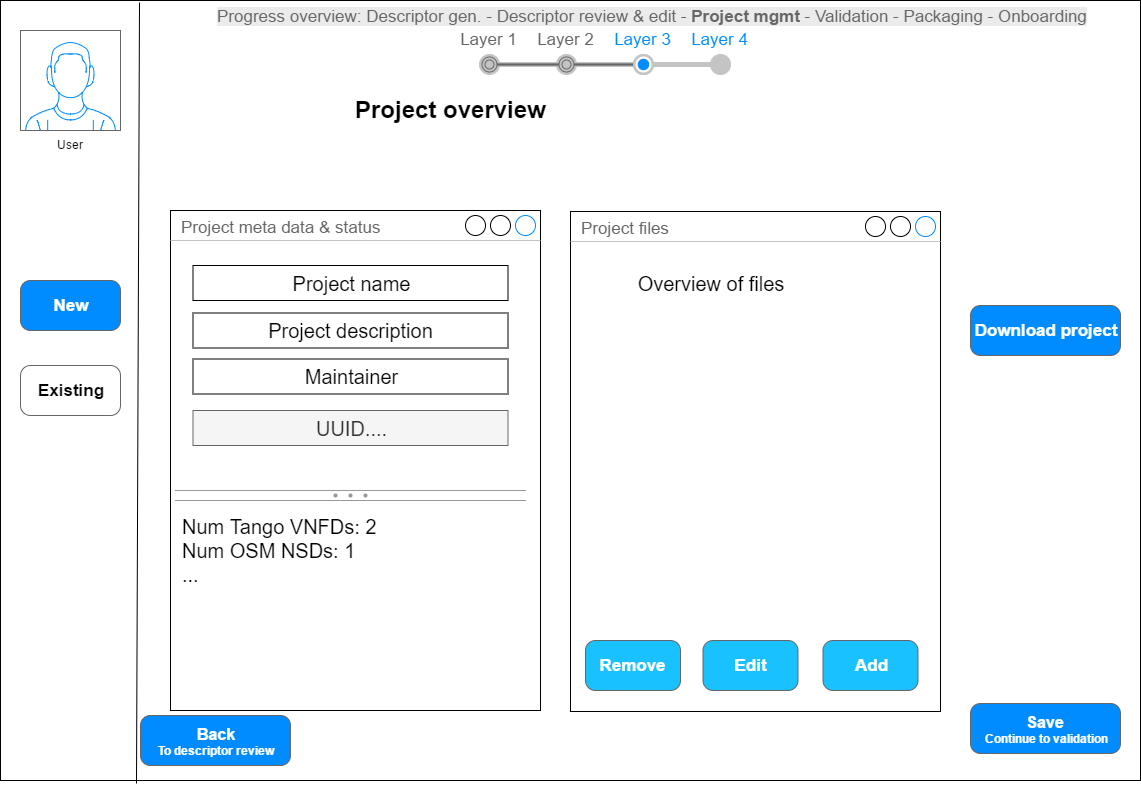 Progress overview: Descriptor gen. - Descriptor review & edit - Project mgmt - Validation - Packaging - Onboarding
Layer 1 Layer 2 Layer 3 Layer 4
Project overview
User
New
Existing
Project meta data & status
Project name
Project description
Maintainer
UUID....
Num Tango VNFDs: 2
Num OSM NSDs: 1
...
Project files
Overview of files
Remove Edit Add
Download project
Back
To descriptor review
Save
Continue to validation